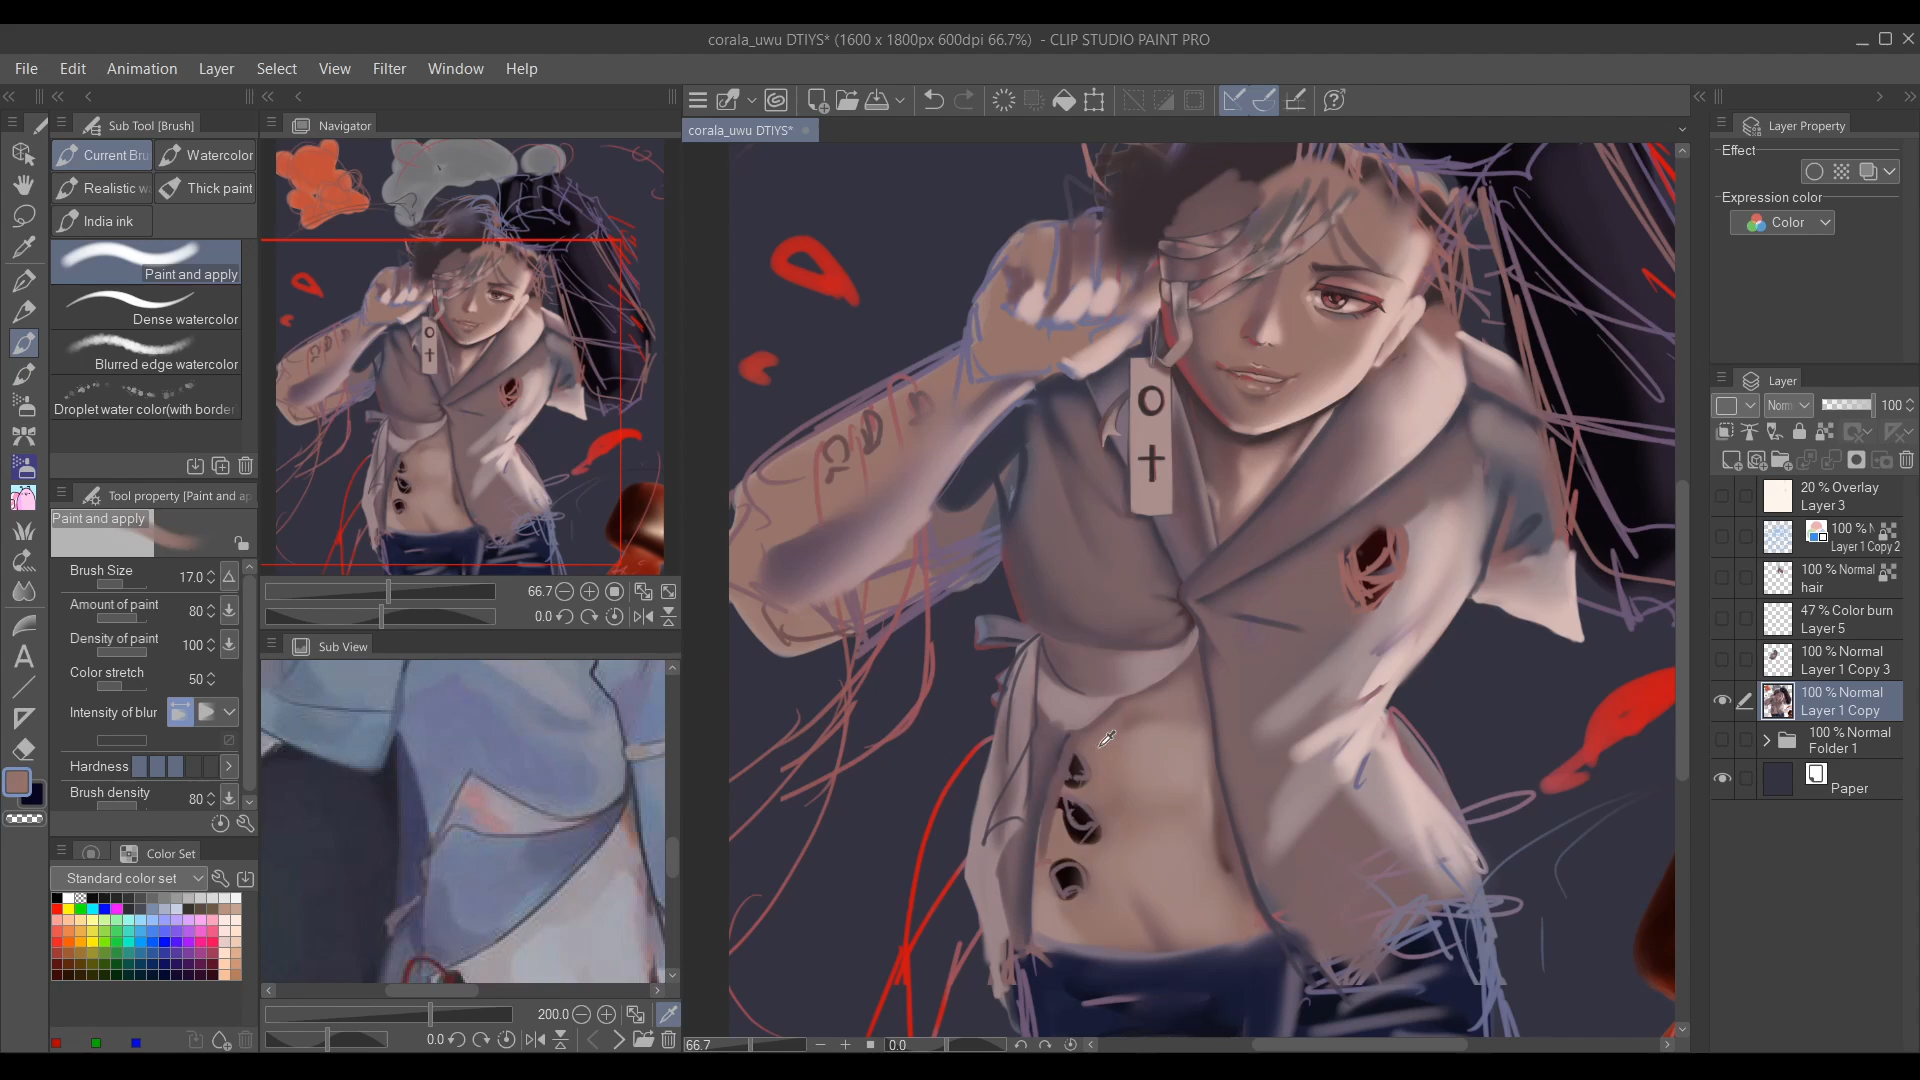 corala_uwu DTIYS* (1600 x 1800px 600dpi 66.7%) - CLIP STUDIO PAINT PRO
File Edit Animation Layer Select View Filter Window Help
Sub Tool [Brush]
Current Bru
Watercolor
Realistic w
Thick paint
India ink
Paint and apply
Dense watercolor
Blurred edge watercolor
Droplet water color(with border
Tool property [Paint and ap
Paint and apply
Brush Size 17.0
Amount of paint 80
Density of paint 100
Color stretch 50
Intensity of blur
Hardness
Brush density 80
Color Set
Standard color set
Navigator
66.7
0.0
Sub View
200.0
0.0
corala_uwu DTIYS*
66.7
0.0
Layer Property
Effect
Expression color
Color
Layer
Norm 100
20 % Overlay
Layer 3
100 % N
Layer 1 Copy 2
100 % Normal
hair
47 % Color burn
Layer 5
100 % Normal
Layer 1 Copy 3
100 % Normal
Layer 1 Copy
100 % Normal
Folder 1
Paper